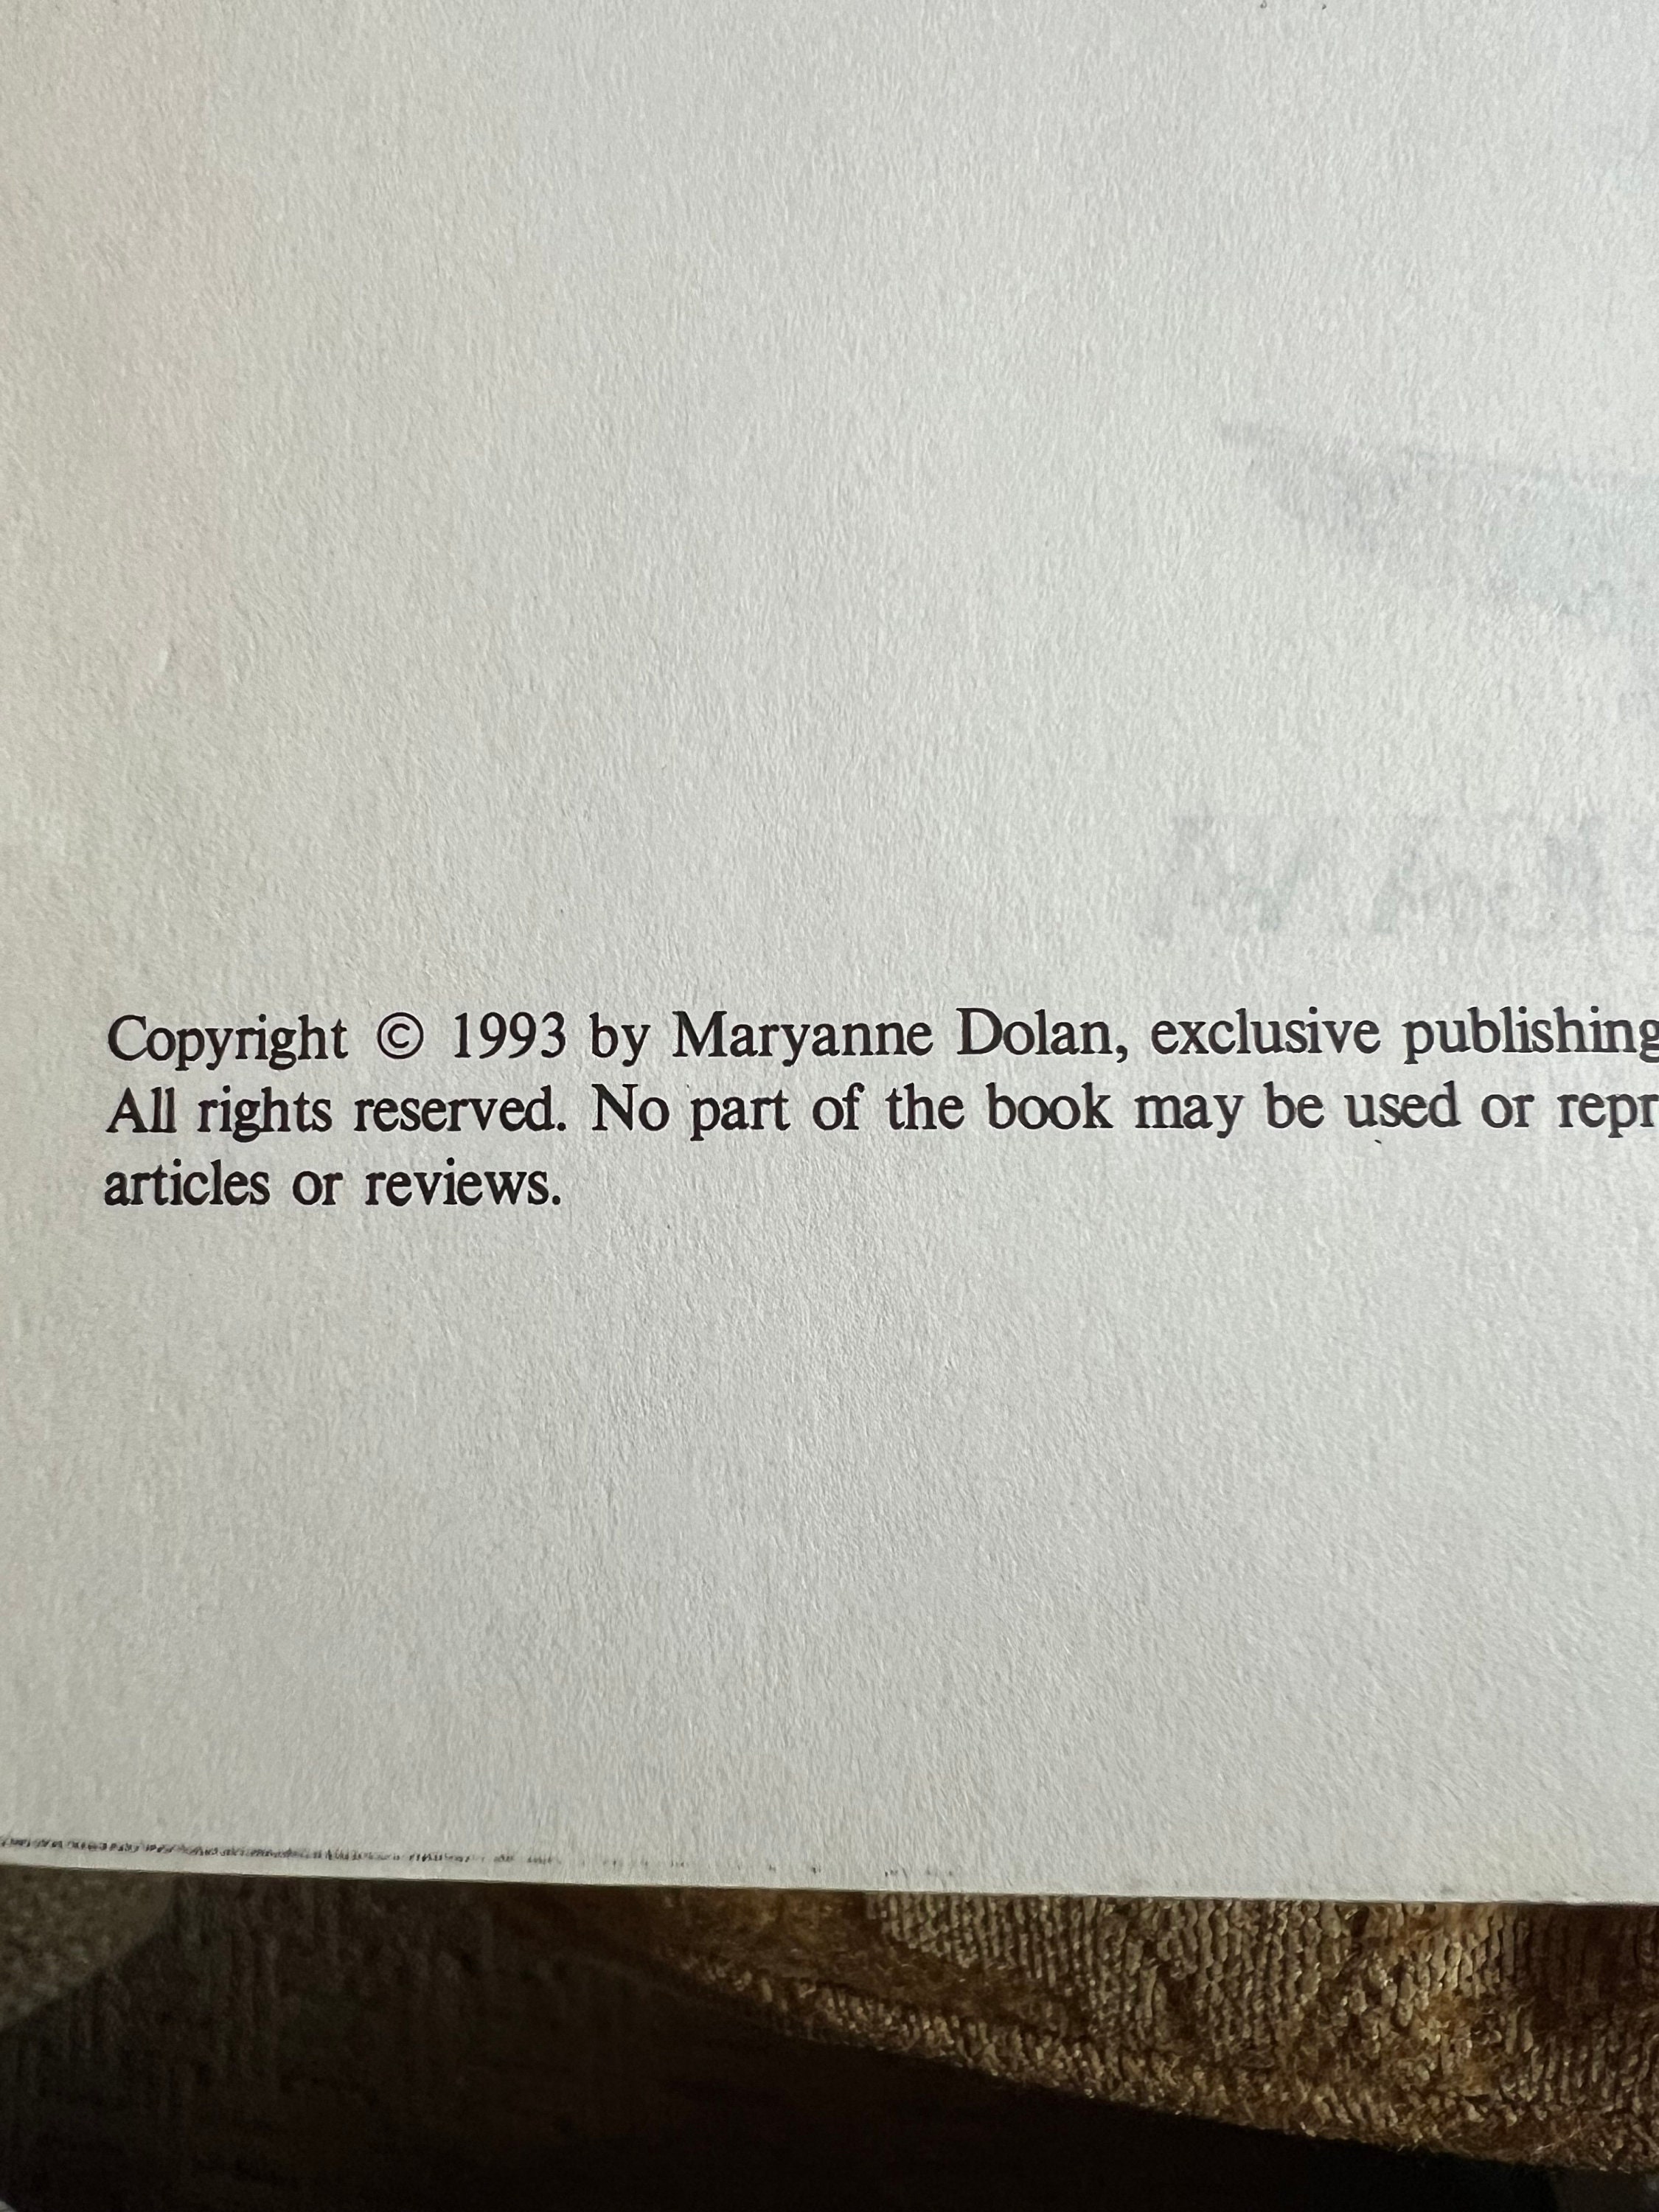 Copyright © 1993 by Maryanne Dolan, exclusive publishing
All rights reserved. No part of the book may be used or repr
articles or reviews.